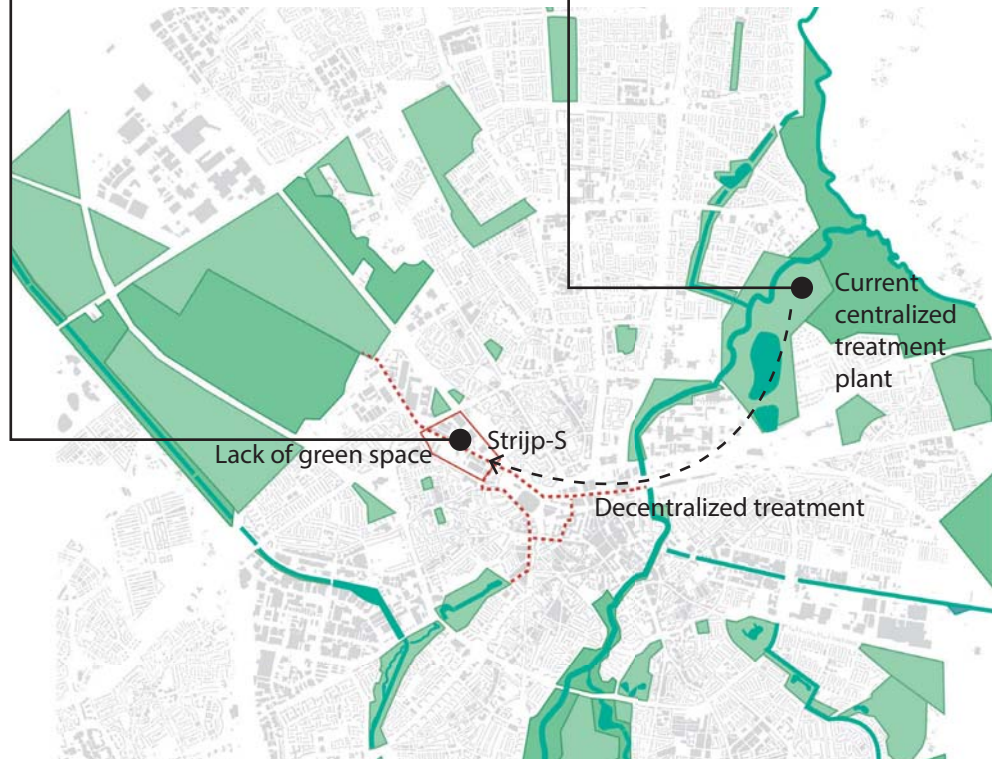 Current
centralized
treatment
plant
Strijp-S
Lack of green space
Decentralized treatment